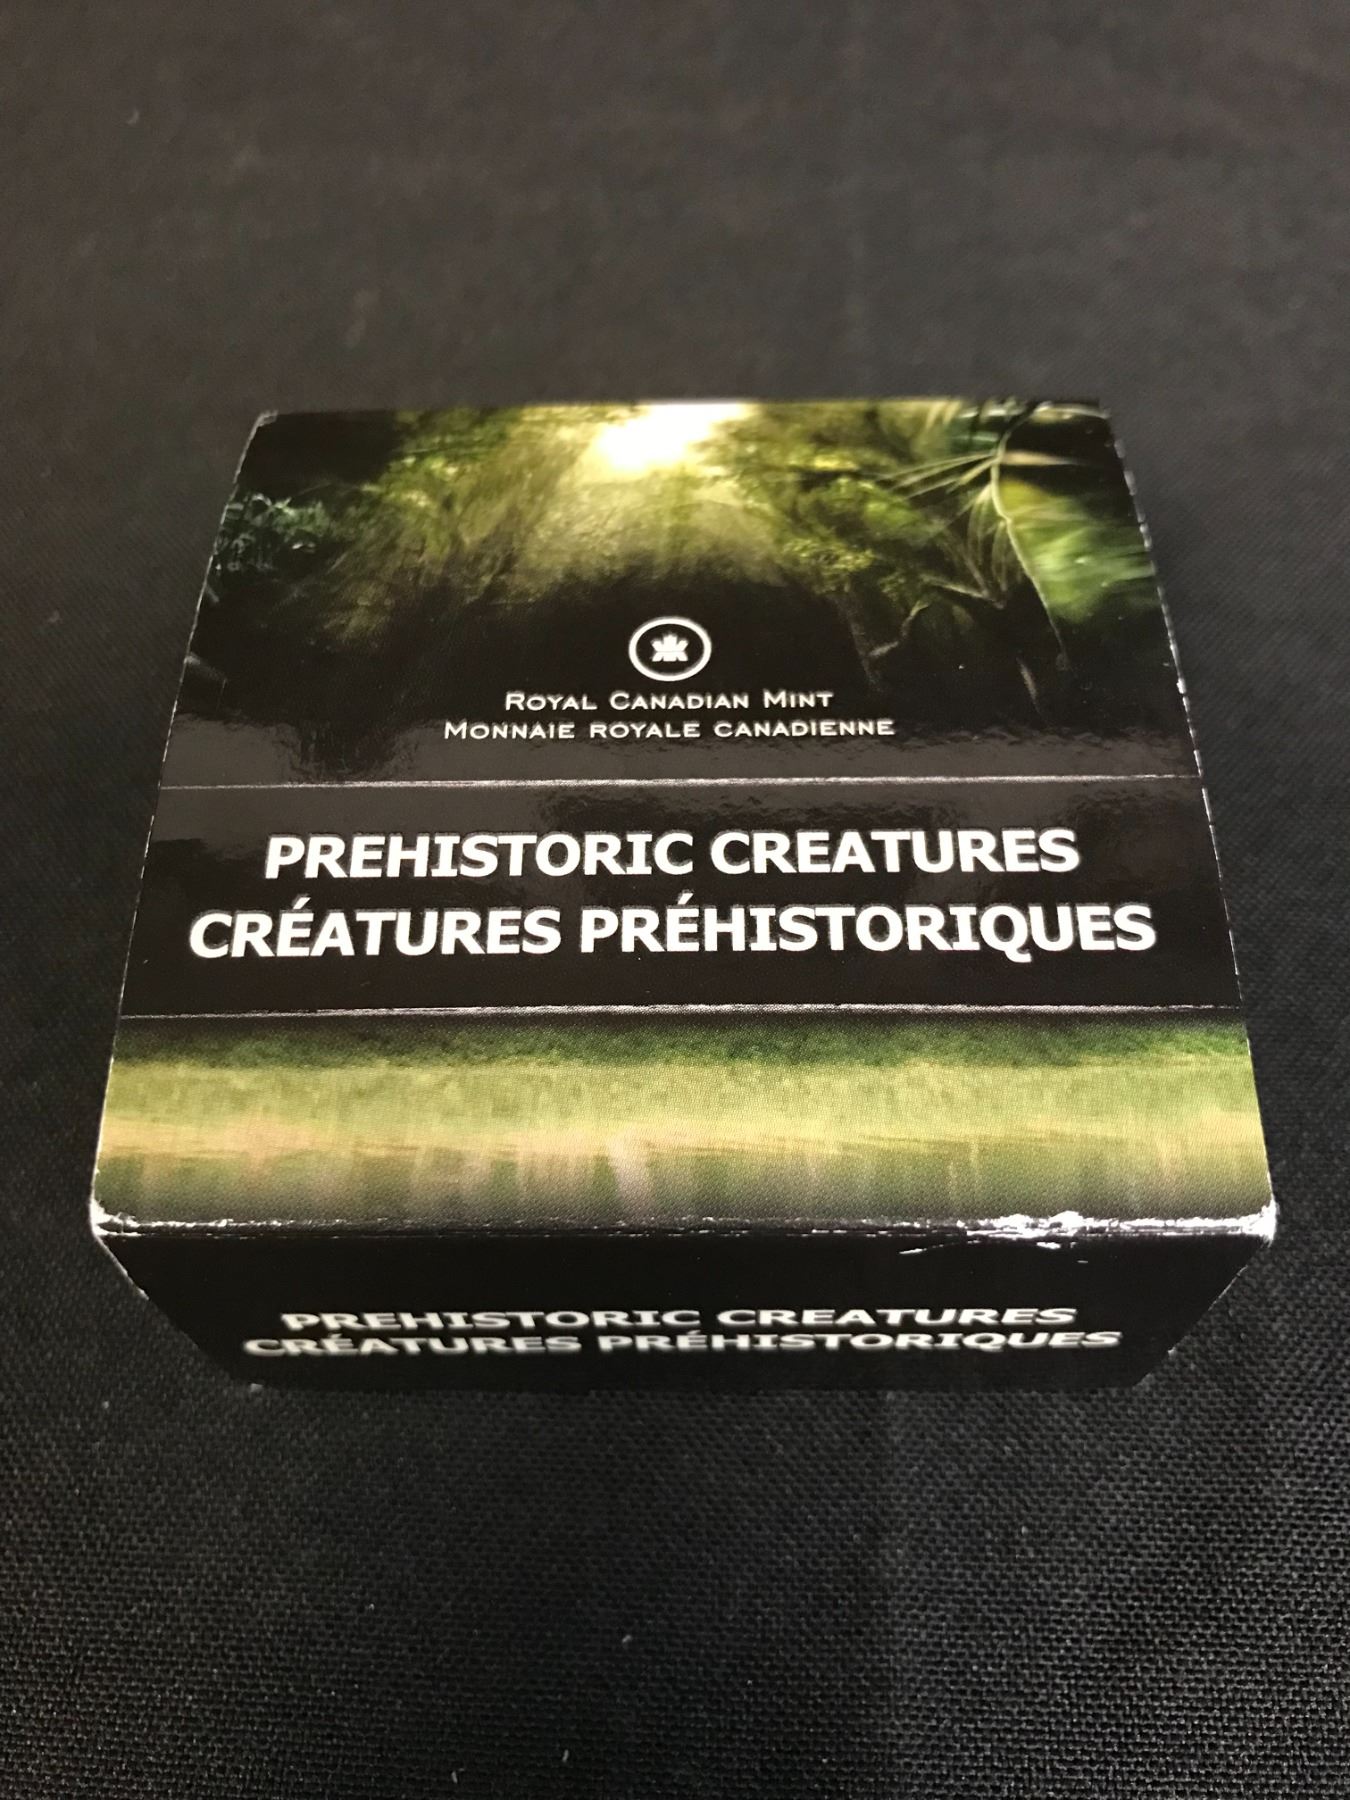 ROYAL CANADIAN MINT
MONNAIE ROYALE CANADIENNE
PREHISTORIC CREATURES
CRÉATURES PRÉHISTORIQUES
PREHISTORIC CREATURES
CRÉATURES PRÉHISTORIQUES